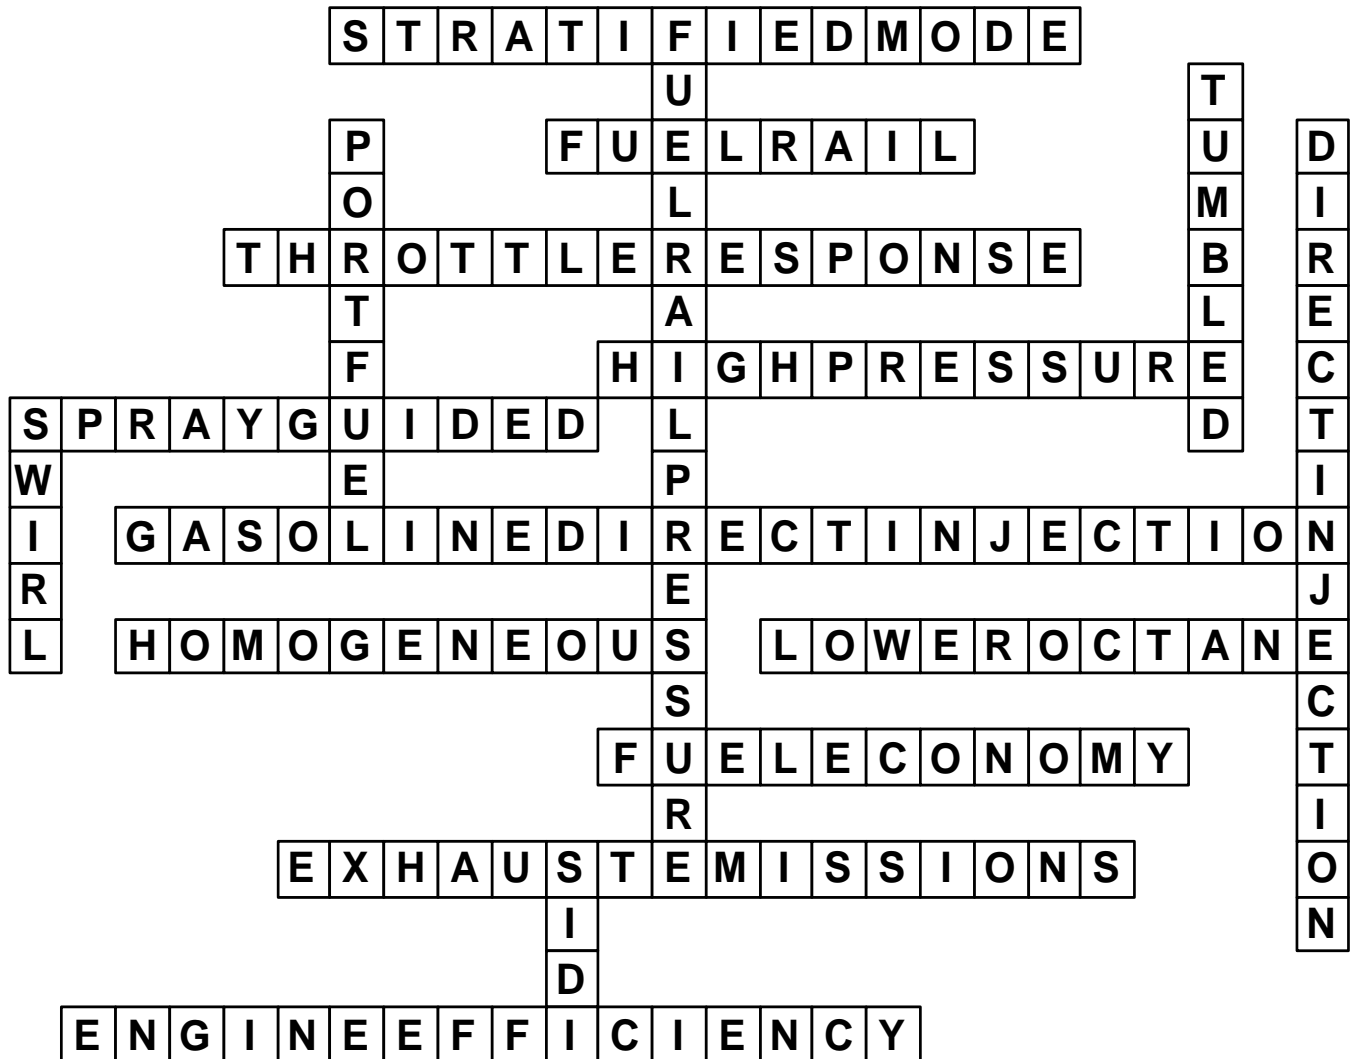 STRATIFIEDMODE
FUELRAILPRESSURE
TUMBLED
PORTFUEL
FUELRAIL
DIRECTINJECTION
THROTTLERESPONSE
HIGHPRESSURE
SPRAYGUIDED
SWIRL
GASOLINEDIRECTINJECTION
HOMOGENEOUS
LOWEROCTANE
FUELECONOMY
EXHAUSTEMISSIONS
SIDI
ENGINEEFFICIENCY